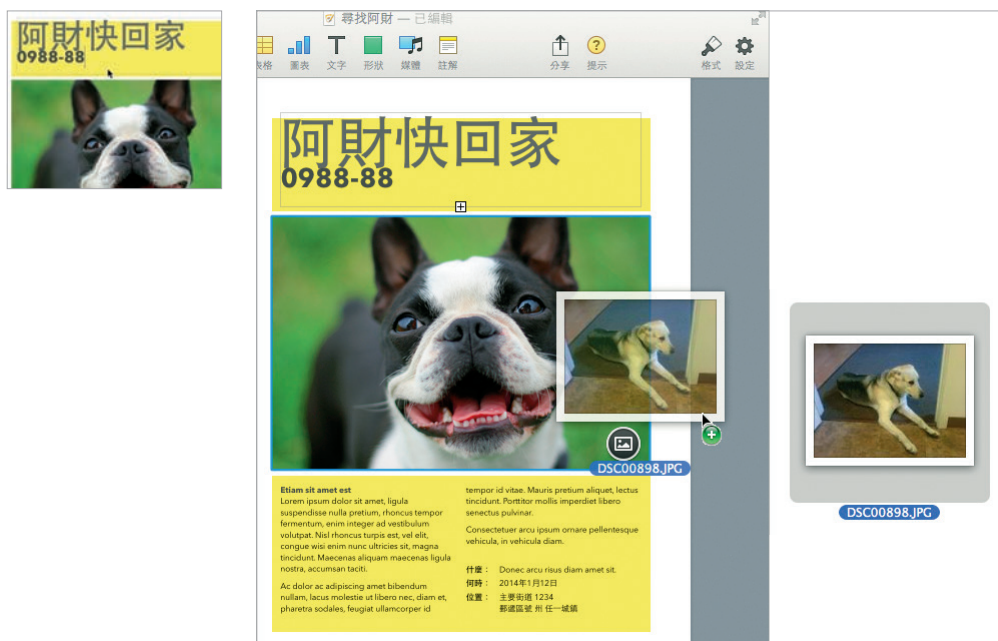 阿財快回家
0988-88
尋找阿財 — 已編輯
表格 圖表 文字 形狀 媒體 註解 分享 提示 格式 設定
阿財快回家
0988-88
DSC00898.JPG
DSC00898.JPG
Etiam sit amet est
Lorem ipsum dolor sit amet, ligula
suspendisse nulla pretium, rhoncus tempor
fermentum, enim integer ad vestibulum
volutpat. Nisl rhoncus turpis est, vel elit,
congue wisi enim nunc ultricies sit, magna
tincidunt. Maecenas aliquam maecenas ligula
nostra, accumsan taciti.
Ac dolor ac adipiscing amet bibendum
nullam, lacus molestie ut libero nec, diam et,
pharetra sodales, feugiat ullamcorper id
tempor id vitae. Mauris pretium aliquet, lectus
tincidunt. Porttitor mollis imperdiet libero
senectus pulvinar.
Consectetuer arcu ipsum ornare pellentesque
vehicula, in vehicula diam.
什麼： Donec arcu risus diam amet sit.
何時： 2014年1月12日
位置： 主要街道 1234
郵遞區號 州 任一城鎮